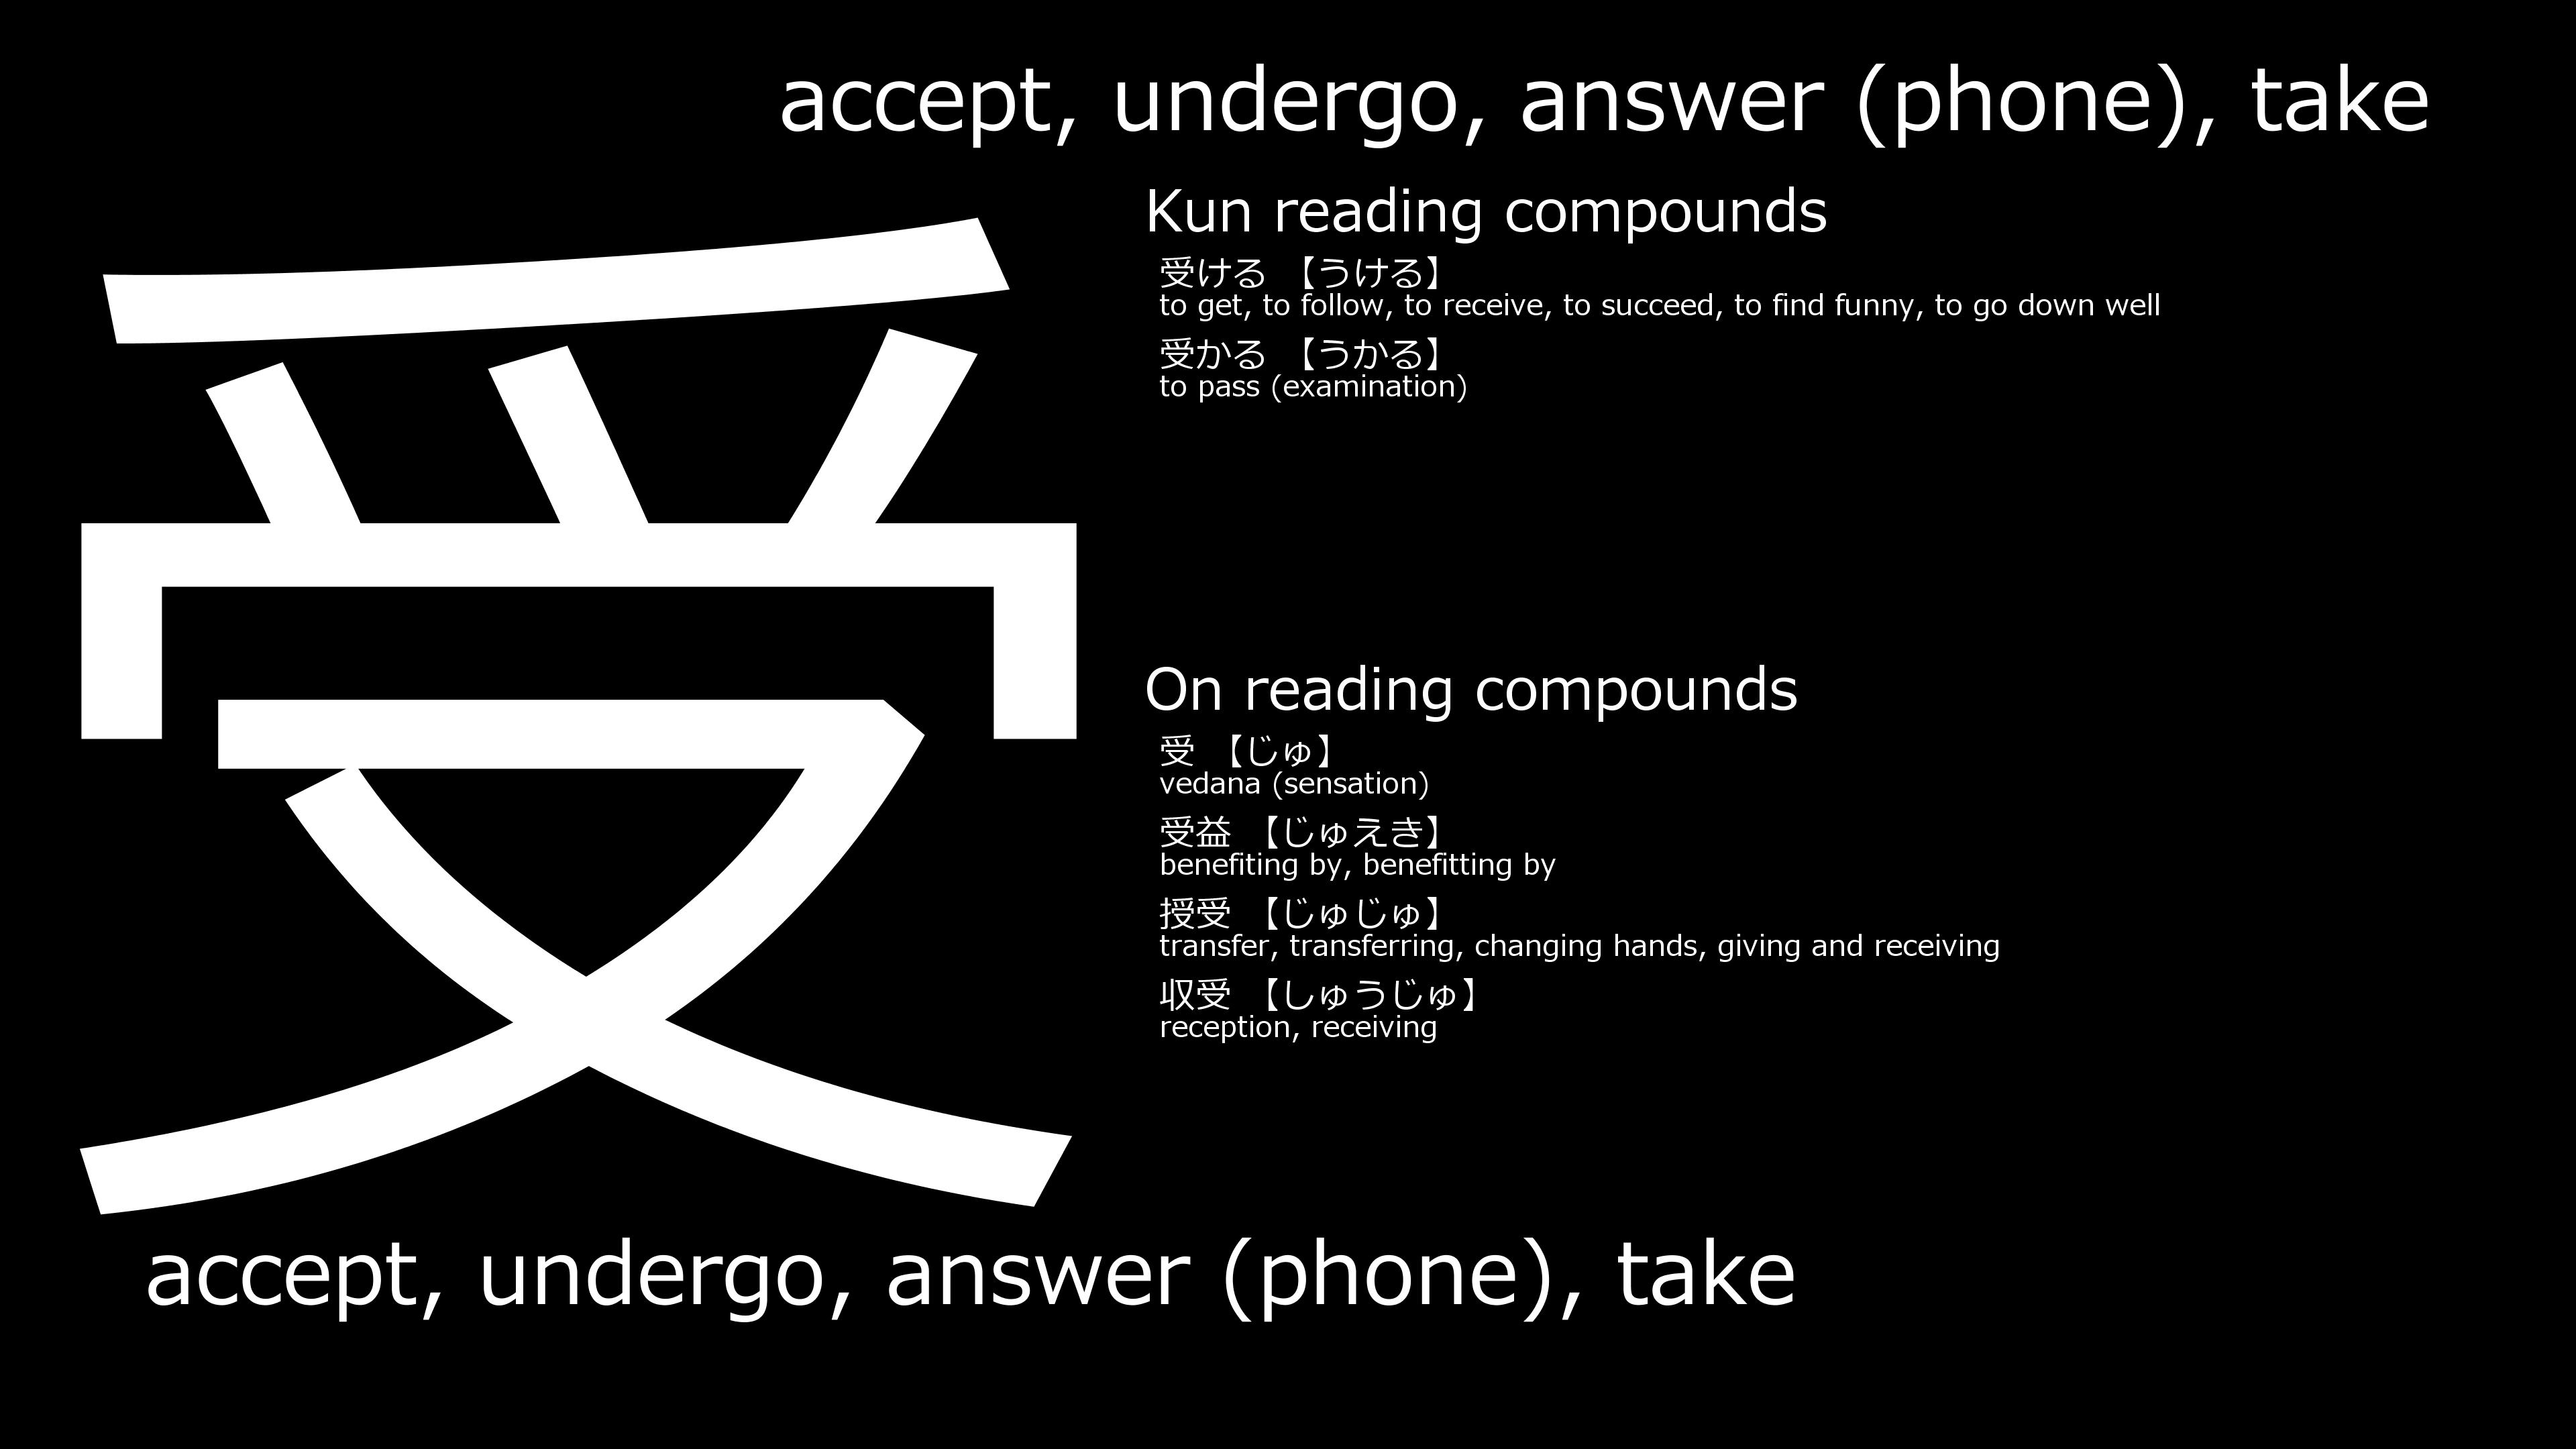 accept, undergo, answer (phone), take
受
Kun reading compounds
受ける 【うける】
to get, to follow, to receive, to succeed, to find funny, to go down well
受かる 【うかる】
to pass (examination)
On reading compounds
受 【じゅ】
vedana (sensation)
受益 【じゅえき】
benefiting by, benefitting by
授受 【じゅじゅ】
transfer, transferring, changing hands, giving and receiving
収受 【しゅうじゅ】
reception, receiving
accept, undergo, answer (phone), take